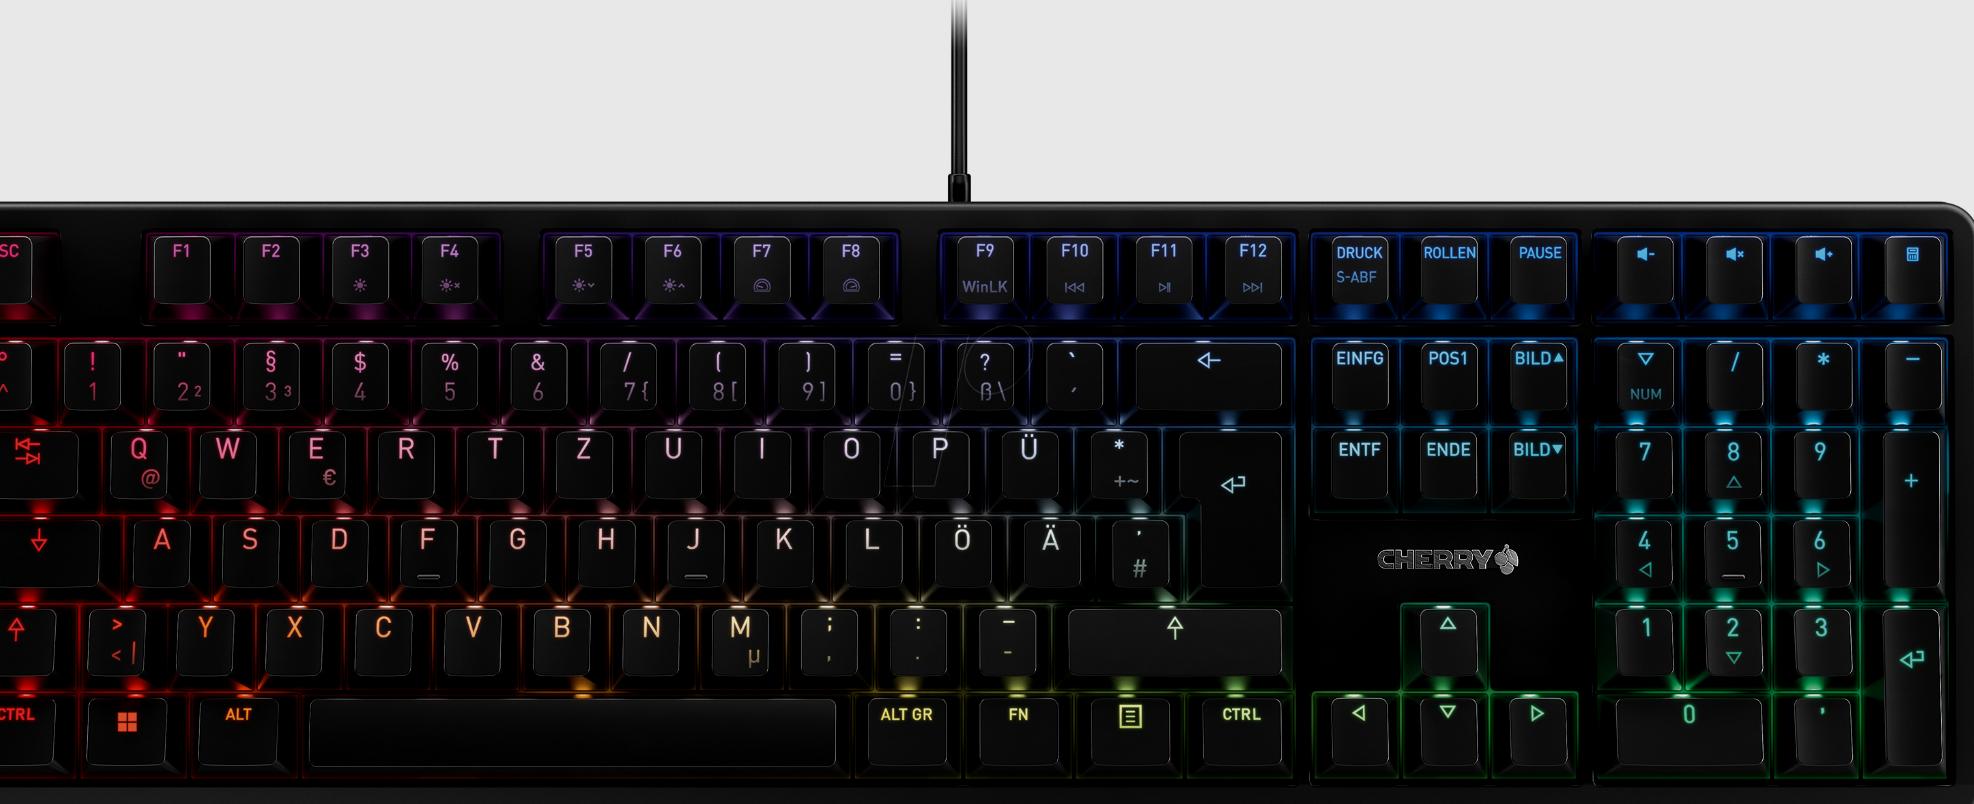 SC F1 F2 F3 F4 F5 F6 F7 F8 F9 F10 F11 F12 DRUCK ROLLEN PAUSE
WinLK S-ABF
° ! " § $ % & / ( ) = ? ` EINFG POS1 BILD▲ / * −
^ 1 2 ² 3 ³ 4 5 6 7 { 8 [ 9 ] 0 } ß \ ´ NUM
Q W E R T Z U I O P Ü * ENTF ENDE BILD▼ 7 8 9 +
@ € + ~
A S D F G H J K L Ö Ä ' 4 5 6
#
CHERRY
> Y X C V B N M ; : _ 1 2 3
< | µ , . -
CTRL ALT ALT GR FN CTRL 0 ,